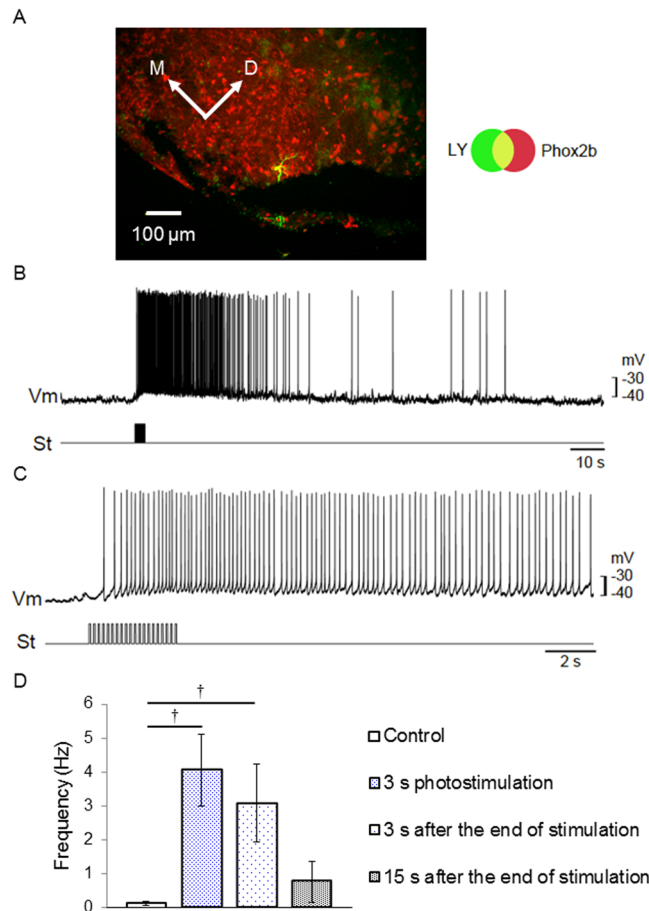 A
M
D
100 µm
LY
Phox2b
B
Vm
mV
-30
-40
St
10 s
C
Vm
mV
-30
-40
St
2 s
D
Frequency (Hz)
6
5
4
3
2
1
0
†
†
Control
3 s photostimulation
3 s after the end of stimulation
15 s after the end of stimulation